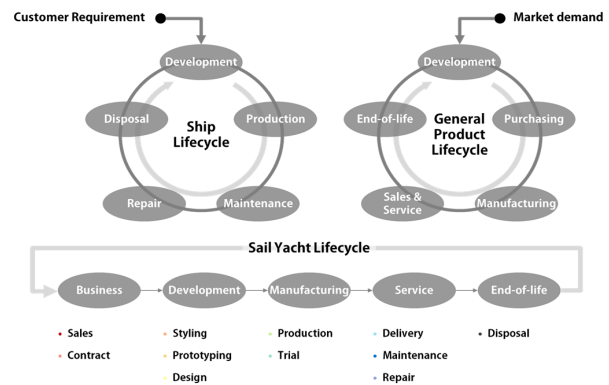 Customer Requirement
Market demand
Development
Disposal
Production
Ship
Lifecycle
Repair
Maintenance
Development
End-of-life
Purchasing
General
Product
Lifecycle
Sales &
Service
Manufacturing
Sail Yacht Lifecycle
Business
Development
Manufacturing
Service
End-of-life
• Sales
• Contract
• Styling
• Prototyping
• Design
• Production
• Trial
• Delivery
• Maintenance
• Repair
• Disposal